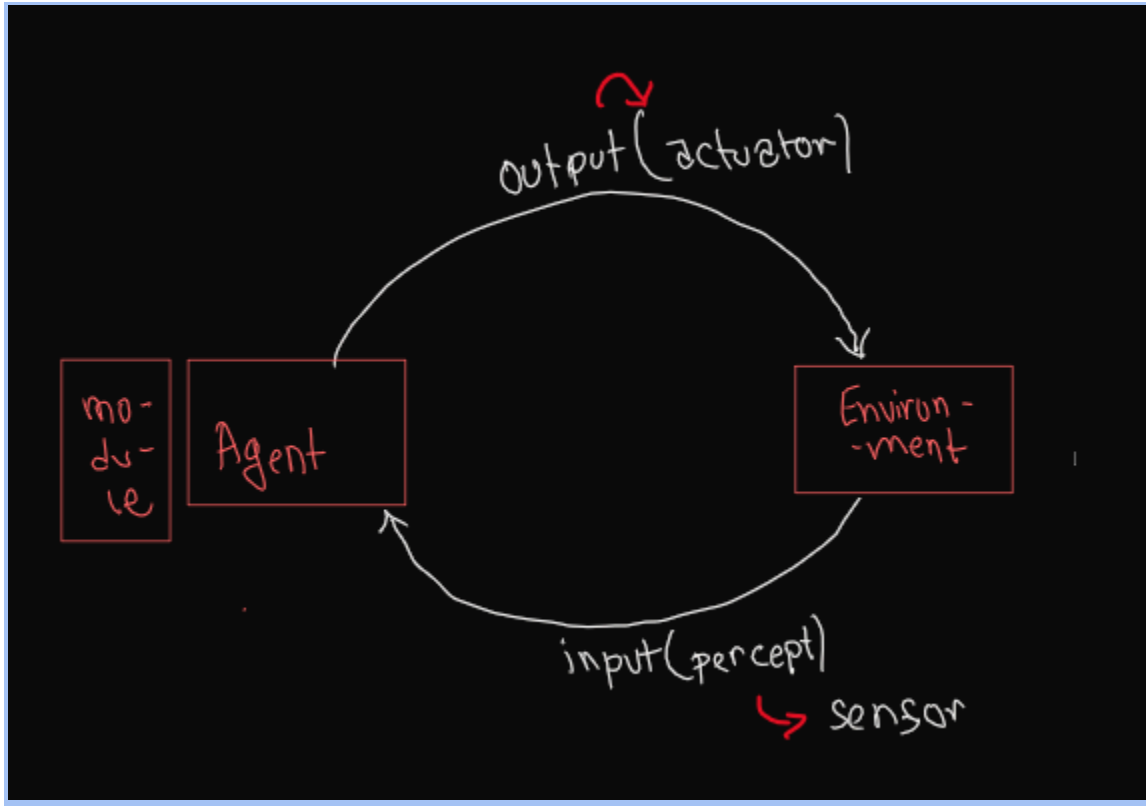 output(actuator)
mo-
du-
le
Agent
Environ-
-ment
input(percept)
sensor